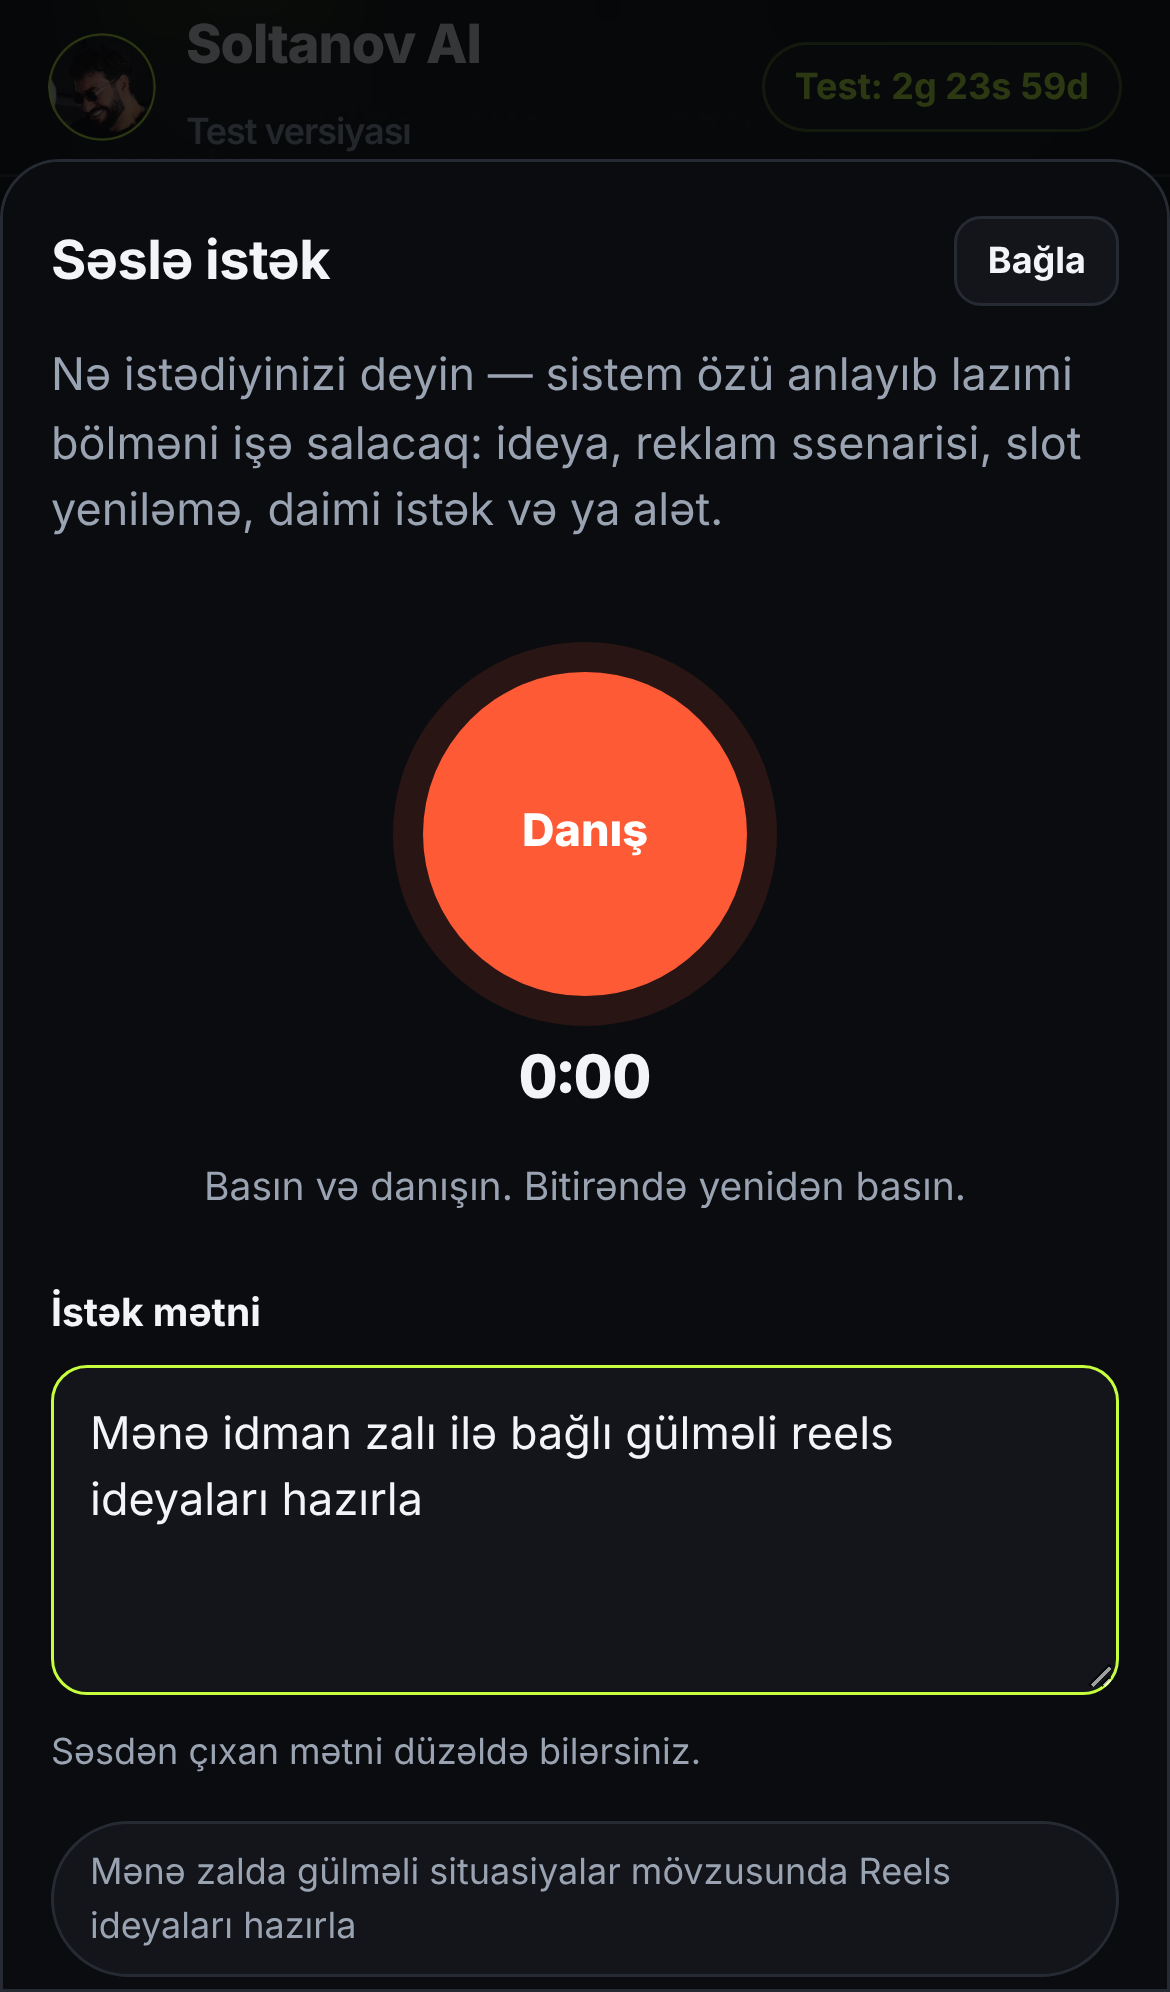 Soltanov AI
Test versiyası
Test: 2g 23s 59d
Səslə istək
Bağla
Nə istədiyinizi deyin — sistem özü anlayıb lazımi
bölməni işə salacaq: ideya, reklam ssenarisi, slot
yeniləmə, daimi istək və ya alət.
Danış
0:00
Basın və danışın. Bitirəndə yenidən basın.
İstək mətni
Mənə idman zalı ilə bağlı gülməli reels
ideyaları hazırla
Səsdən çıxan mətni düzəldə bilərsiniz.
Mənə zalda gülməli situasiyalar mövzusunda Reels
ideyaları hazırla